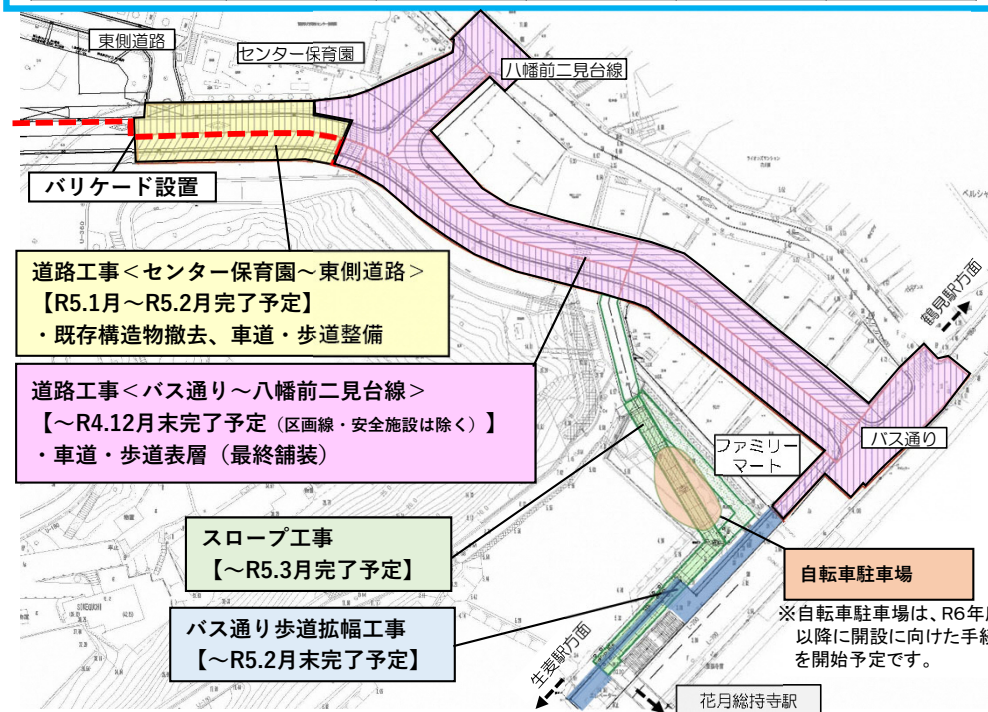 東側道路
センター保育園
八幡前二見台線
バリケード設置
道路工事<センター保育園~東側道路>
【R5.1月~R5.2月完了予定】
・既存構造物撤去、車道・歩道整備
鶴見駅方面
道路工事<バス通り~八幡前二見台線>
【~R4.12月末完了予定(区画線・安全施設は除く)】
・車道・歩道表層(最終舗装)
ファミリー
マート
バス通り
スロープ工事
【~R5.3月完了予定】
自転車駐車場
※自転車駐車場は、R6年
以降に開設に向けた手続
を開始予定です。
バス通り歩道拡幅工事
【~R5.2月末完了予定】
生麦駅方面
花月総持寺駅